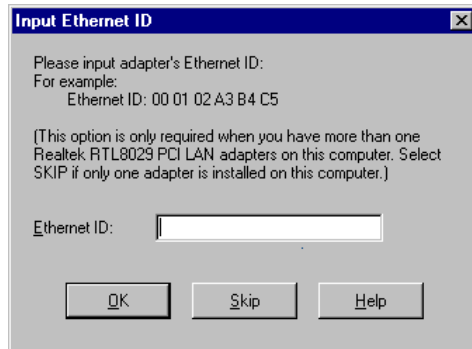 Input Ethernet ID
Please input adapter's Ethernet ID:
For example:
Ethernet ID: 00 01 02 A3 B4 C5
(This option is only required when you have more than one
Realtek RTL8029 PCI LAN adapters on this computer. Select
SKIP if only one adapter is installed on this computer.)
Ethernet ID:
OK
Skip
Help